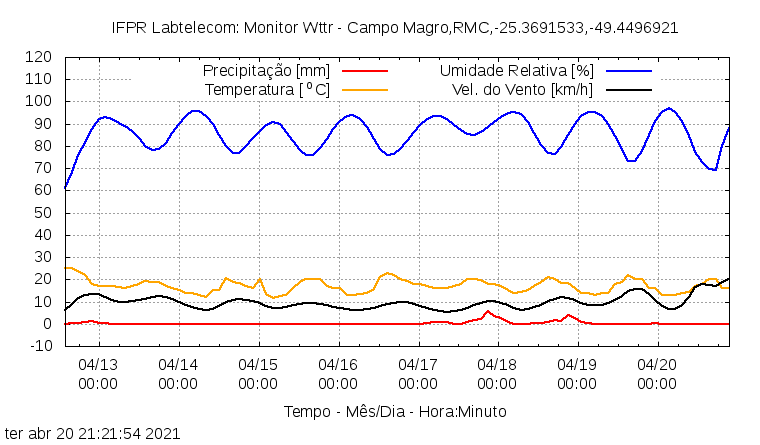 IFPR Labtelecom: Monitor Wttr - Campo Magro,RMC,-25.3691533,-49.4496921
120
110
100
90
80
70
60
50
40
30
20
10
0
-10
Precipitação [mm] Umidade Relativa [%]
Temperatura [⁰C] Vel. do Vento [km/h]
04/13 04/14 04/15 04/16 04/17 04/18 04/19 04/20
00:00 00:00 00:00 00:00 00:00 00:00 00:00 00:00
Tempo - Mês/Dia - Hora:Minuto
ter abr 20 21:21:54 2021